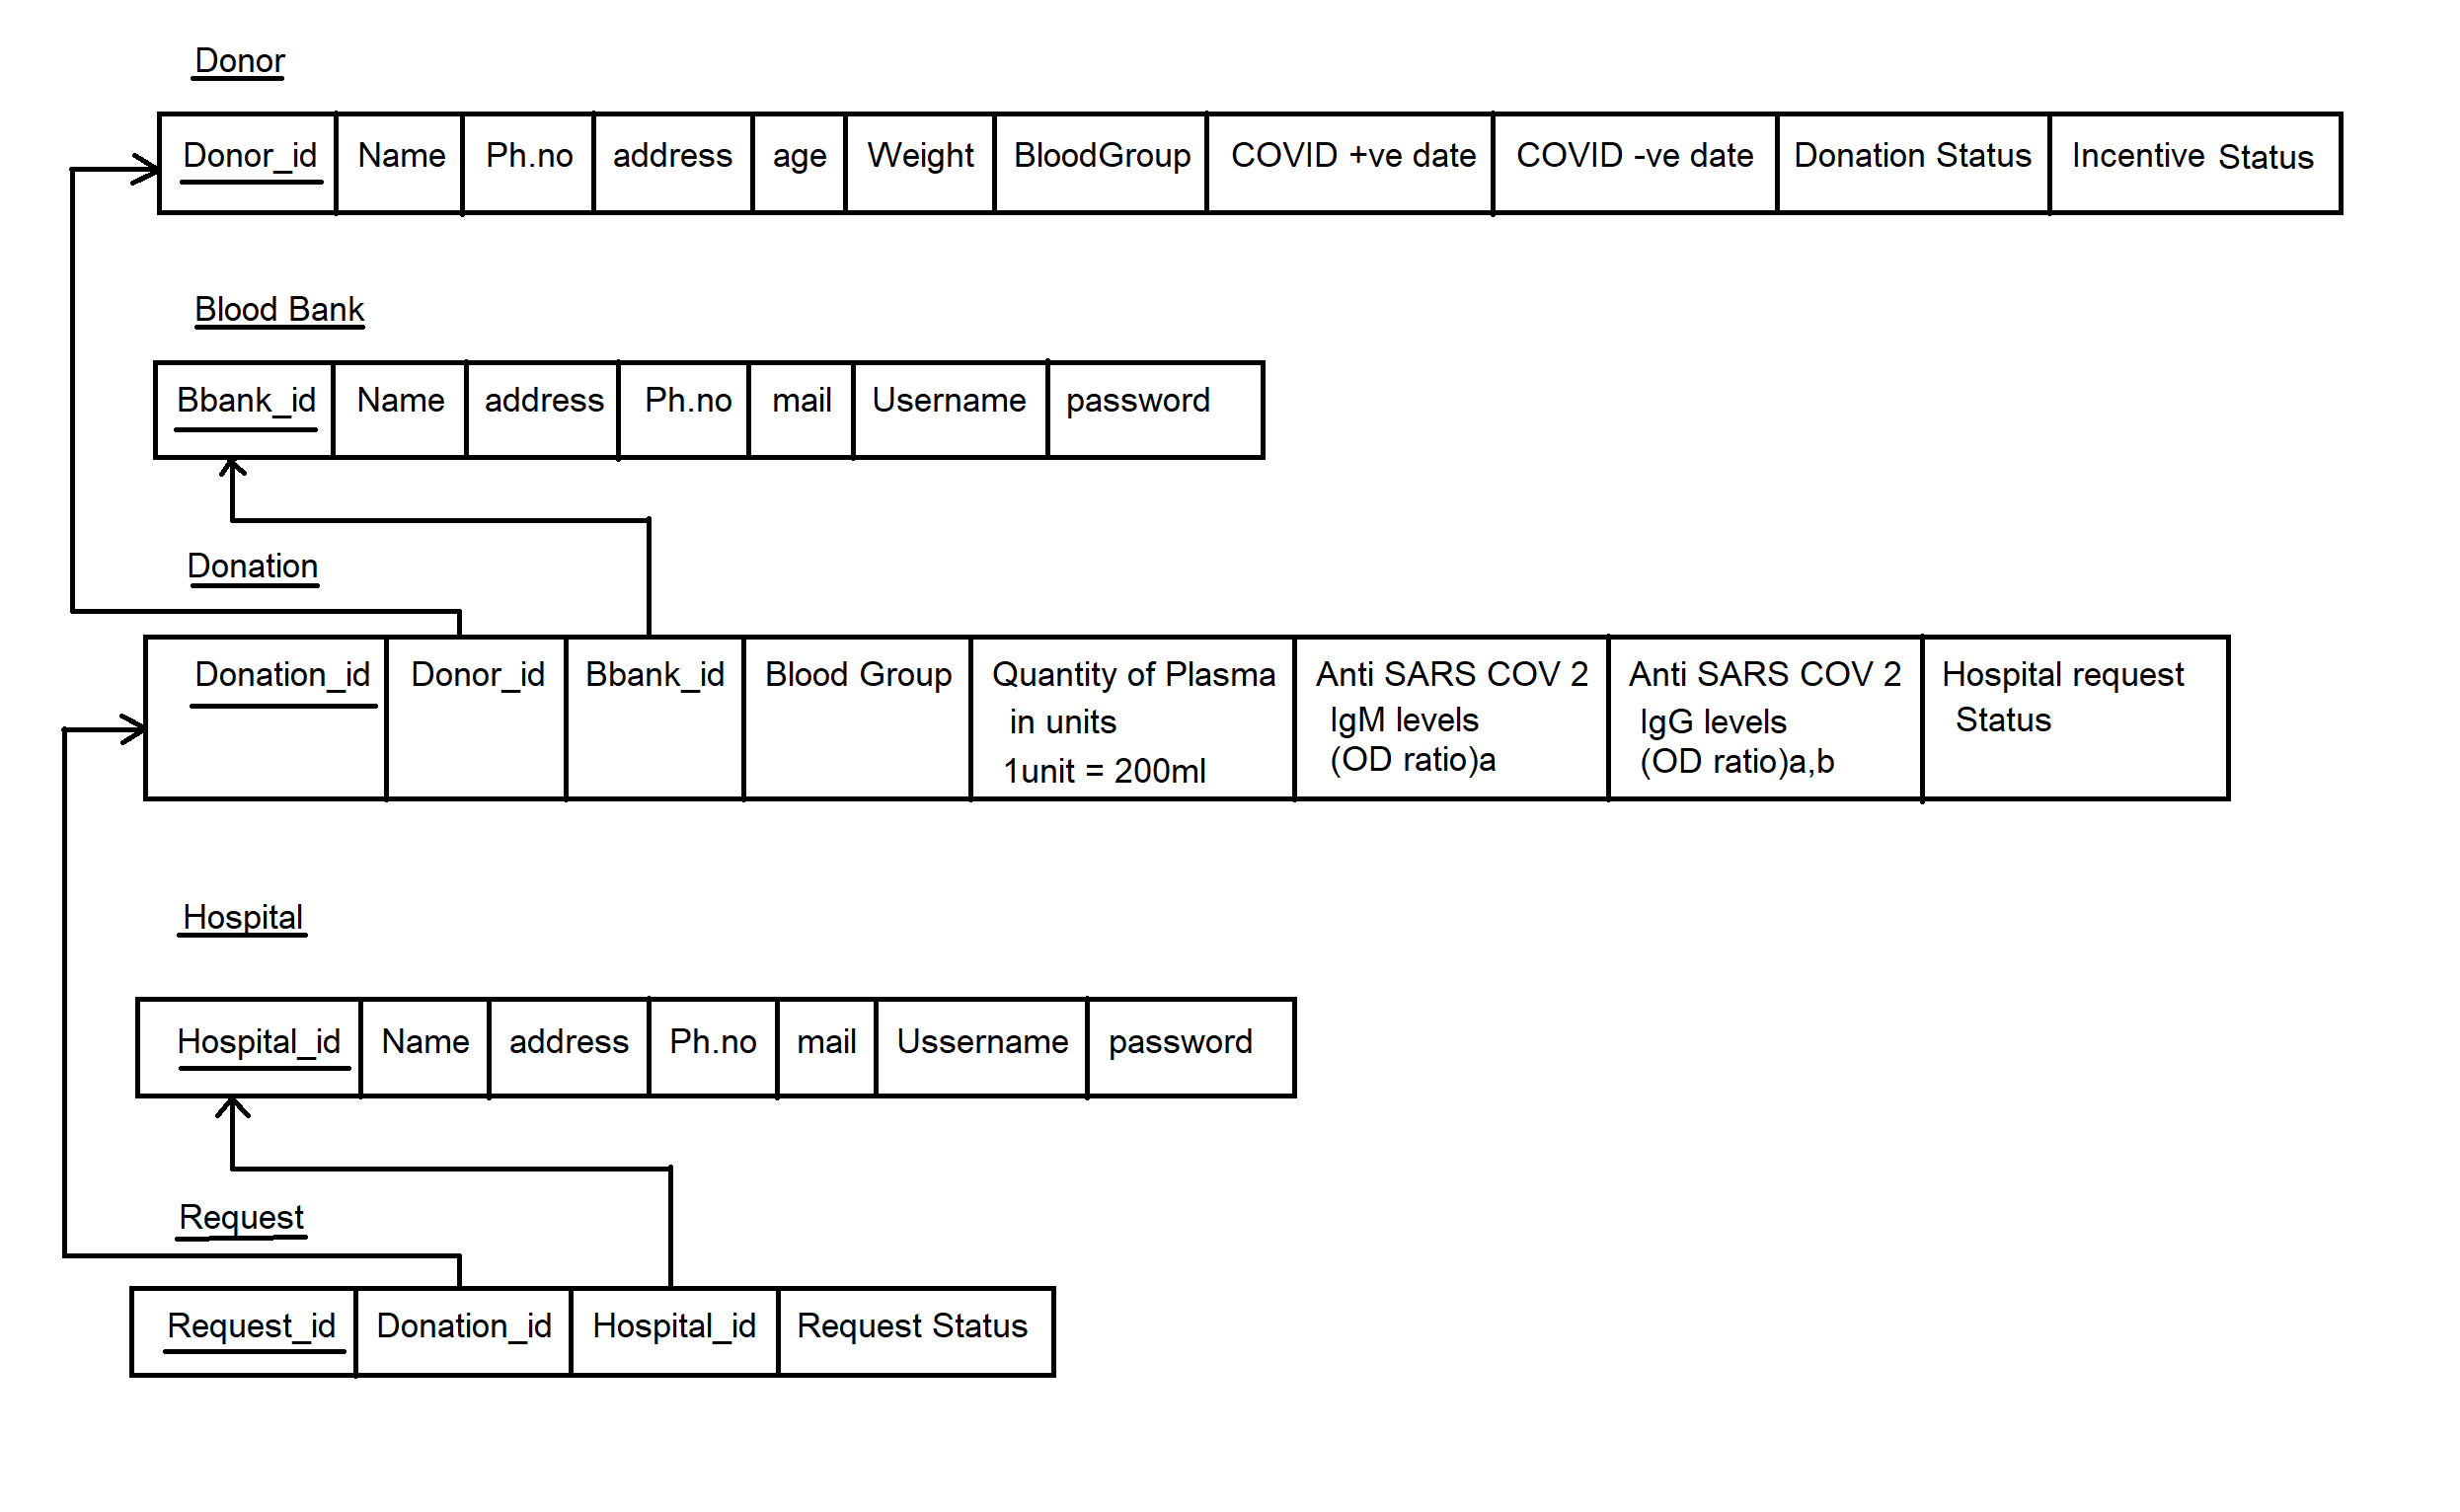 Donor
Donor_id Name Ph.no address age Weight BloodGroup COVID +ve date COVID -ve date Donation Status Incentive Status
Blood Bank
Bbank_id Name address Ph.no mail Username password
Donation
Donation_id Donor_id Bbank_id Blood Group Quantity of Plasma Anti SARS COV 2 Anti SARS COV 2 Hospital request
in units IgM levels IgG levels Status
1unit = 200ml (OD ratio)a (OD ratio)a,b
Hospital
Hospital_id Name address Ph.no mail Ussername password
Request
Request_id Donation_id Hospital_id Request Status